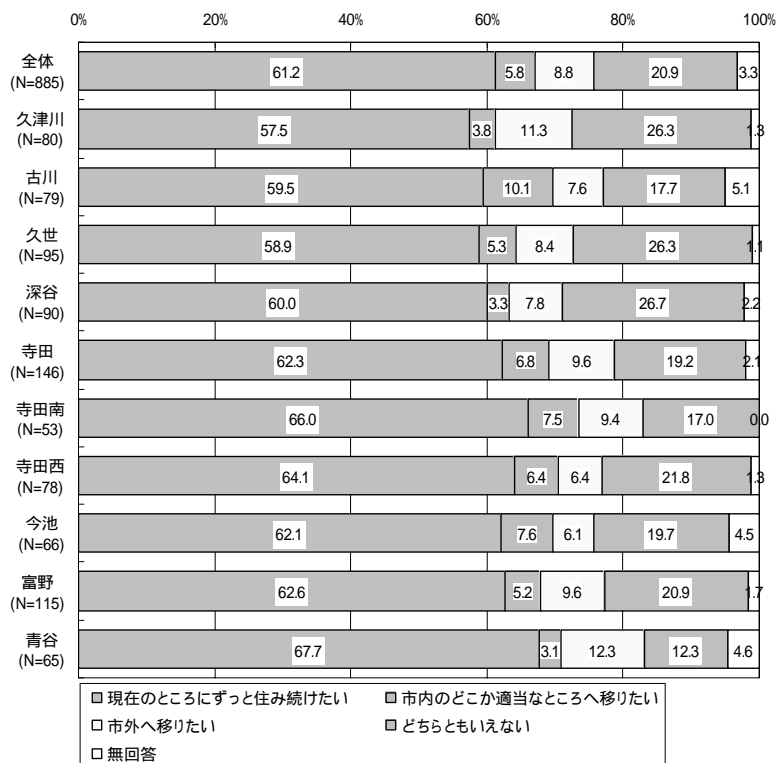 0% 20% 40% 60% 80% 100%
全体
(N=885)
61.2 5.8 8.8 20.9 3.3
久津川
(N=80)
57.5 3.8 11.3 26.3 1.3
古川
(N=79)
59.5 10.1 7.6 17.7 5.1
久世
(N=95)
58.9 5.3 8.4 26.3 1.1
深谷
(N=90)
60.0 3.3 7.8 26.7 2.2
寺田
(N=146)
62.3 6.8 9.6 19.2 2.1
寺田南
(N=53)
66.0 7.5 9.4 17.0 0.0
寺田西
(N=78)
64.1 6.4 6.4 21.8 1.3
今池
(N=66)
62.1 7.6 6.1 19.7 4.5
富野
(N=115)
62.6 5.2 9.6 20.9 1.7
青谷
(N=65)
67.7 3.1 12.3 12.3 4.6
現在のところにずっと住み続けたい 市内のどこか適当なところへ移りたい
市外へ移りたい どちらともいえない
無回答